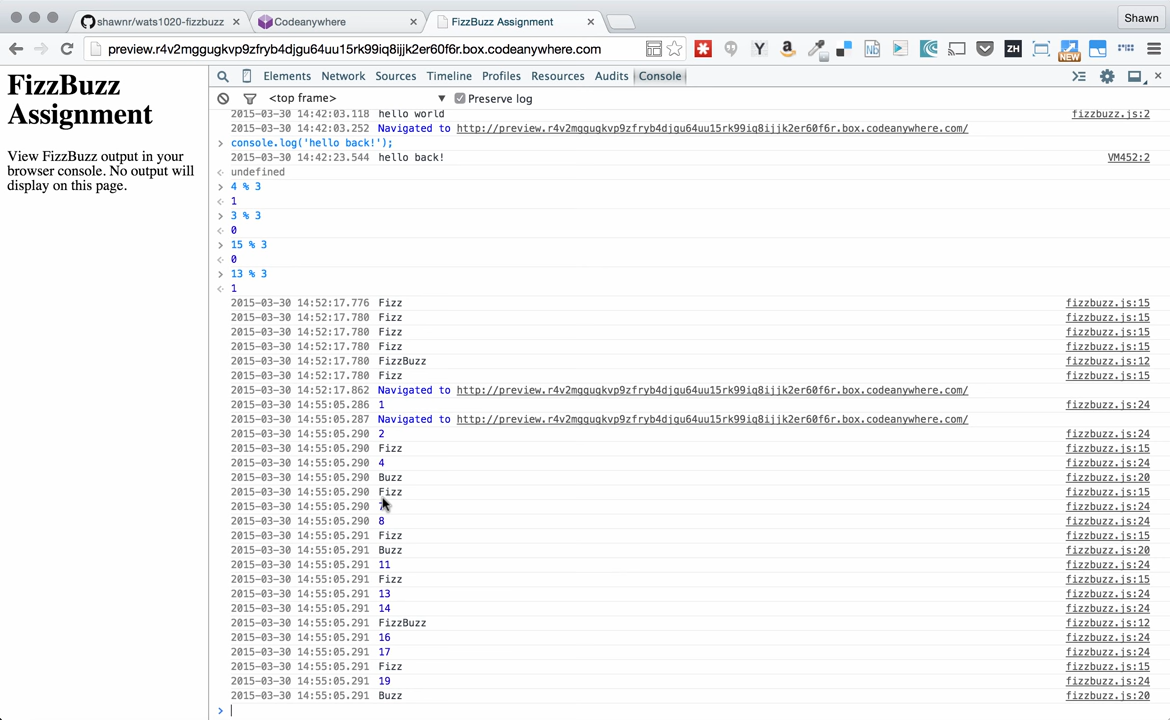 shawnr/wats1020-fizzbuzz × Codeanywhere × FizzBuzz Assignment × Shawn
preview.r4v2mggugkvp9zfryb4djgu64uu15rk99iq8ijjk2er60f6r.box.codeanywhere.com
Elements Network Sources Timeline Profiles Resources Audits Console
<top frame> ▼ Preserve log
FizzBuzz
Assignment
View FizzBuzz output in your
browser console. No output will
display on this page.
2015-03-30 14:42:03.118 hello world fizzbuzz.js:2
2015-03-30 14:42:03.252 Navigated to http://preview.r4v2mggugkvp9zfryb4djgu64uu15rk99iq8ijjk2er60f6r.box.codeanywhere.com/
> console.log('hello back!');
2015-03-30 14:42:23.544 hello back! VM452:2
undefined
> 4 % 3
1
> 3 % 3
0
> 15 % 3
0
> 13 % 3
1
2015-03-30 14:52:17.776 Fizz fizzbuzz.js:15
2015-03-30 14:52:17.780 Fizz fizzbuzz.js:15
2015-03-30 14:52:17.780 Fizz fizzbuzz.js:15
2015-03-30 14:52:17.780 Fizz fizzbuzz.js:15
2015-03-30 14:52:17.780 FizzBuzz fizzbuzz.js:12
2015-03-30 14:52:17.780 Fizz fizzbuzz.js:15
2015-03-30 14:52:17.862 Navigated to http://preview.r4v2mggugkvp9zfryb4djgu64uu15rk99iq8ijjk2er60f6r.box.codeanywhere.com/
2015-03-30 14:55:05.286 1 fizzbuzz.js:24
2015-03-30 14:55:05.287 Navigated to http://preview.r4v2mggugkvp9zfryb4djgu64uu15rk99iq8ijjk2er60f6r.box.codeanywhere.com/
2015-03-30 14:55:05.290 2 fizzbuzz.js:24
2015-03-30 14:55:05.290 Fizz fizzbuzz.js:15
2015-03-30 14:55:05.290 4 fizzbuzz.js:24
2015-03-30 14:55:05.290 Buzz fizzbuzz.js:20
2015-03-30 14:55:05.290 Fizz fizzbuzz.js:15
2015-03-30 14:55:05.290 7 fizzbuzz.js:24
2015-03-30 14:55:05.290 8 fizzbuzz.js:24
2015-03-30 14:55:05.291 Fizz fizzbuzz.js:15
2015-03-30 14:55:05.291 Buzz fizzbuzz.js:20
2015-03-30 14:55:05.291 11 fizzbuzz.js:24
2015-03-30 14:55:05.291 Fizz fizzbuzz.js:15
2015-03-30 14:55:05.291 13 fizzbuzz.js:24
2015-03-30 14:55:05.291 14 fizzbuzz.js:24
2015-03-30 14:55:05.291 FizzBuzz fizzbuzz.js:12
2015-03-30 14:55:05.291 16 fizzbuzz.js:24
2015-03-30 14:55:05.291 17 fizzbuzz.js:24
2015-03-30 14:55:05.291 Fizz fizzbuzz.js:15
2015-03-30 14:55:05.291 19 fizzbuzz.js:24
2015-03-30 14:55:05.291 Buzz fizzbuzz.js:20
>